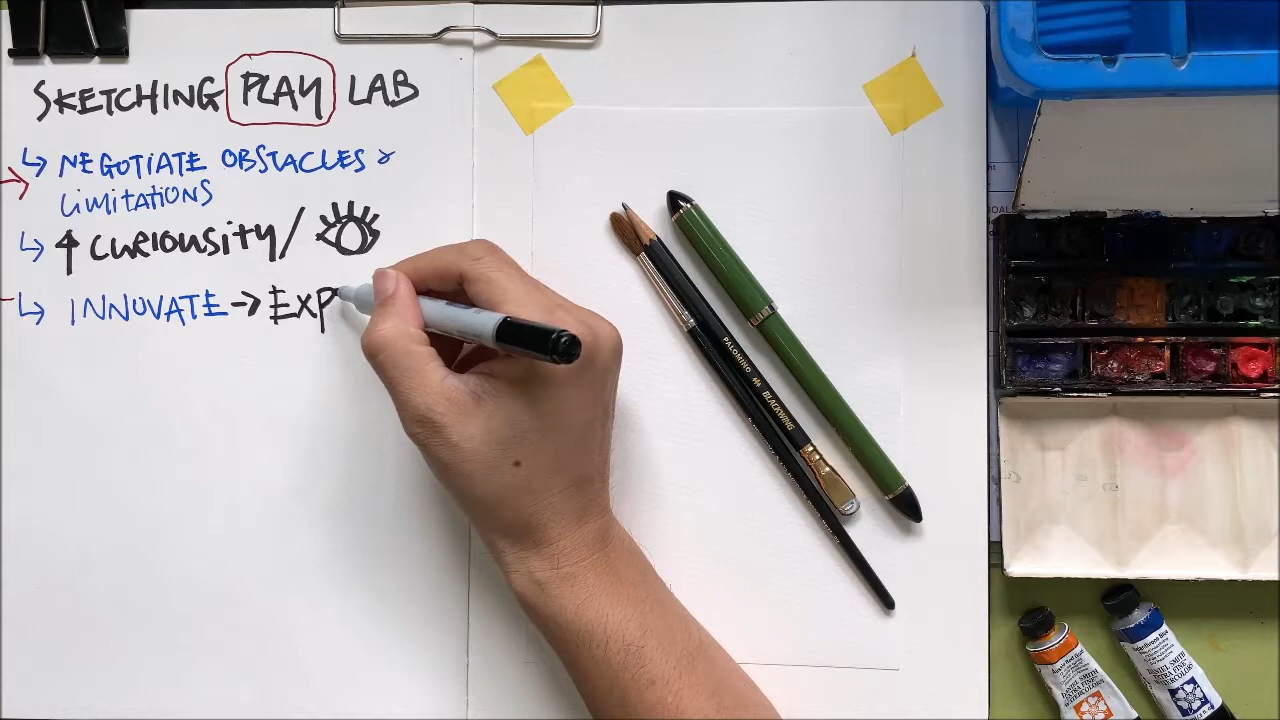 SKETCHING PLAY LAB
↳ NEGOTIATE OBSTACLES &
LIMITATIONS
↳ ↑ CURIOUSITY/
↳ INNOVATE → EXP
PALOMINO BLACKWING